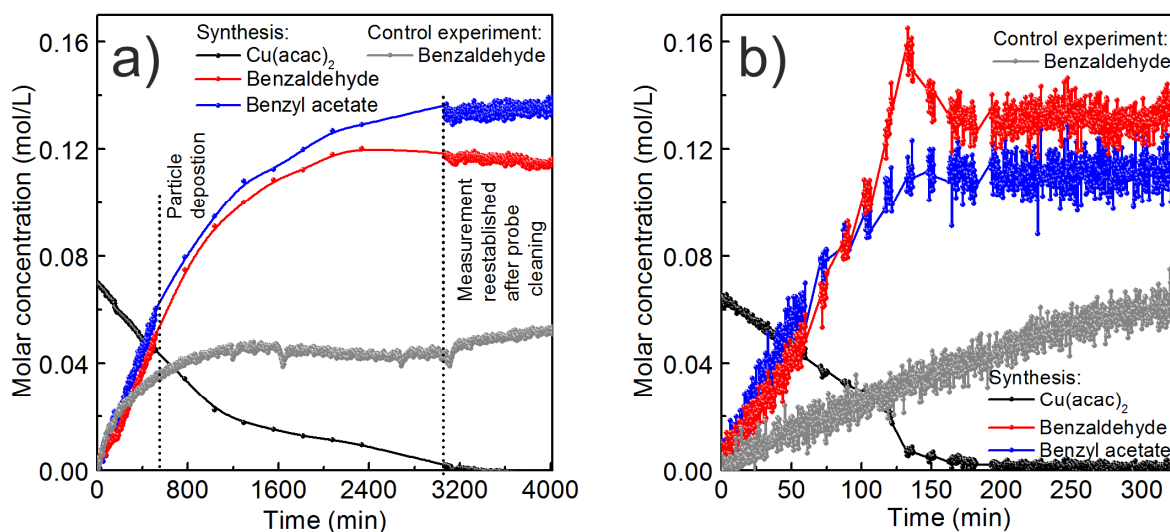 a)
Synthesis:
Cu(acac)2
Benzaldehyde
Benzyl acetate
Control experiment:
Benzaldehyde
Particle
depostion
Measurement
reestablished
after probe
cleaning
0.16
0.12
0.08
0.04
0.00
Molar concentration (mol/L)
0 800 1600 2400 3200 4000
Time (min)
b)
Control experiment:
Benzaldehyde
Synthesis:
Cu(acac)2
Benzaldehyde
Benzyl acetate
0.16
0.12
0.08
0.04
0.00
Molar concentration (mol/L)
0 50 100 150 200 250 300
Time (min)